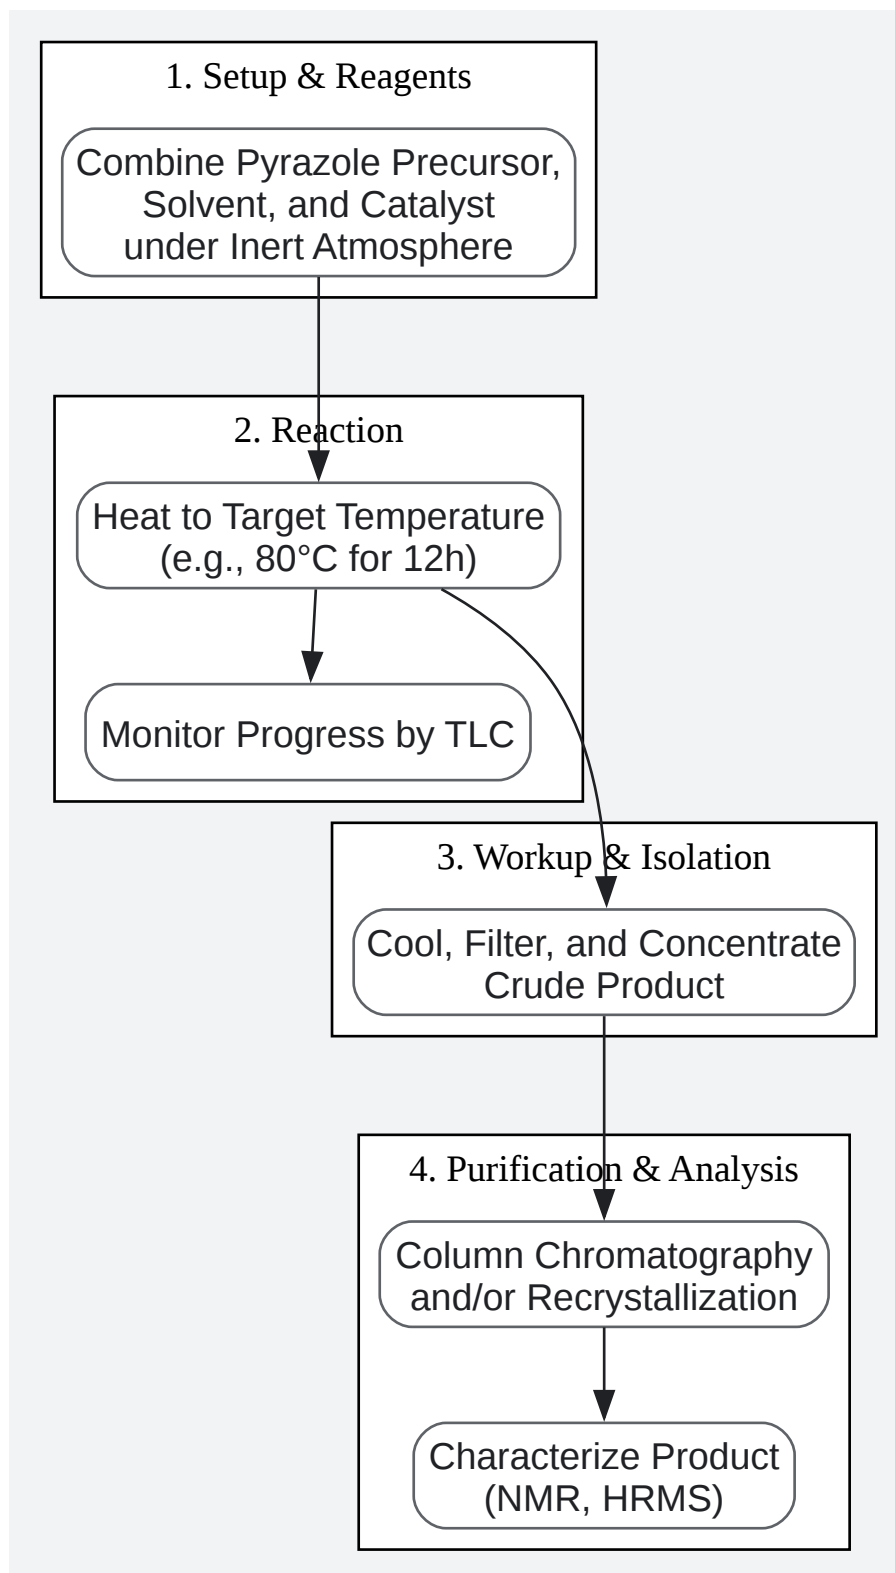 1. Setup & Reagents
Combine Pyrazole Precursor,
Solvent, and Catalyst
under Inert Atmosphere
2. Reaction
Heat to Target Temperature
(e.g., 80°C for 12h)
Monitor Progress by TLC
3. Workup & Isolation
Cool, Filter, and Concentrate
Crude Product
4. Purification & Analysis
Column Chromatography
and/or Recrystallization
Characterize Product
(NMR, HRMS)